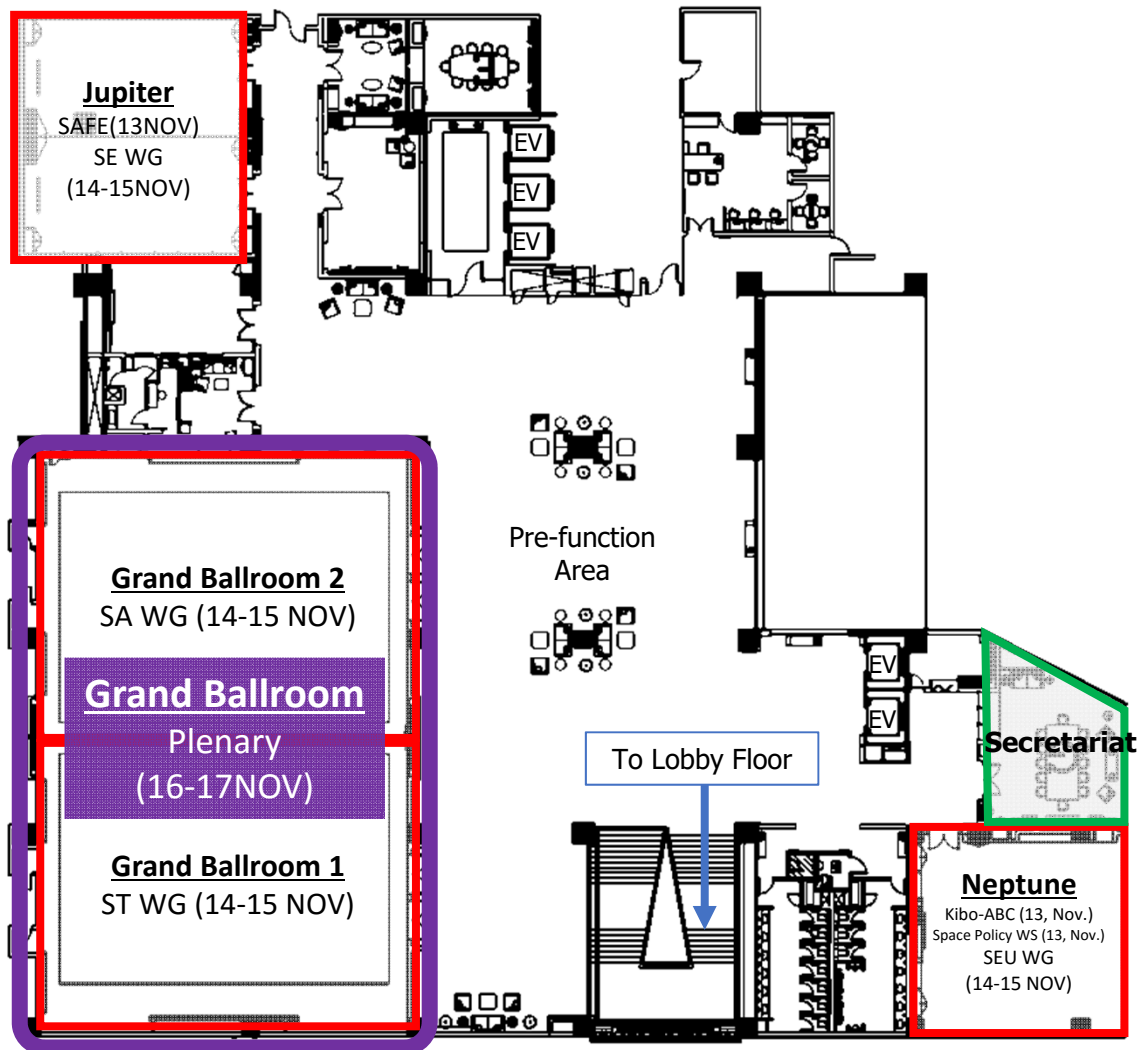 Jupiter
SAFE(13NOV)
SE WG
(14-15NOV)
EV
EV
EV
Pre-function
Area
Grand Ballroom 2
SA WG (14-15 NOV)
Grand Ballroom
Plenary
(16-17NOV)
Grand Ballroom 1
ST WG (14-15 NOV)
EV
EV
Secretariat
To Lobby Floor
Neptune
Kibo-ABC (13, Nov.)
Space Policy WS (13, Nov.)
SEU WG
(14-15 NOV)